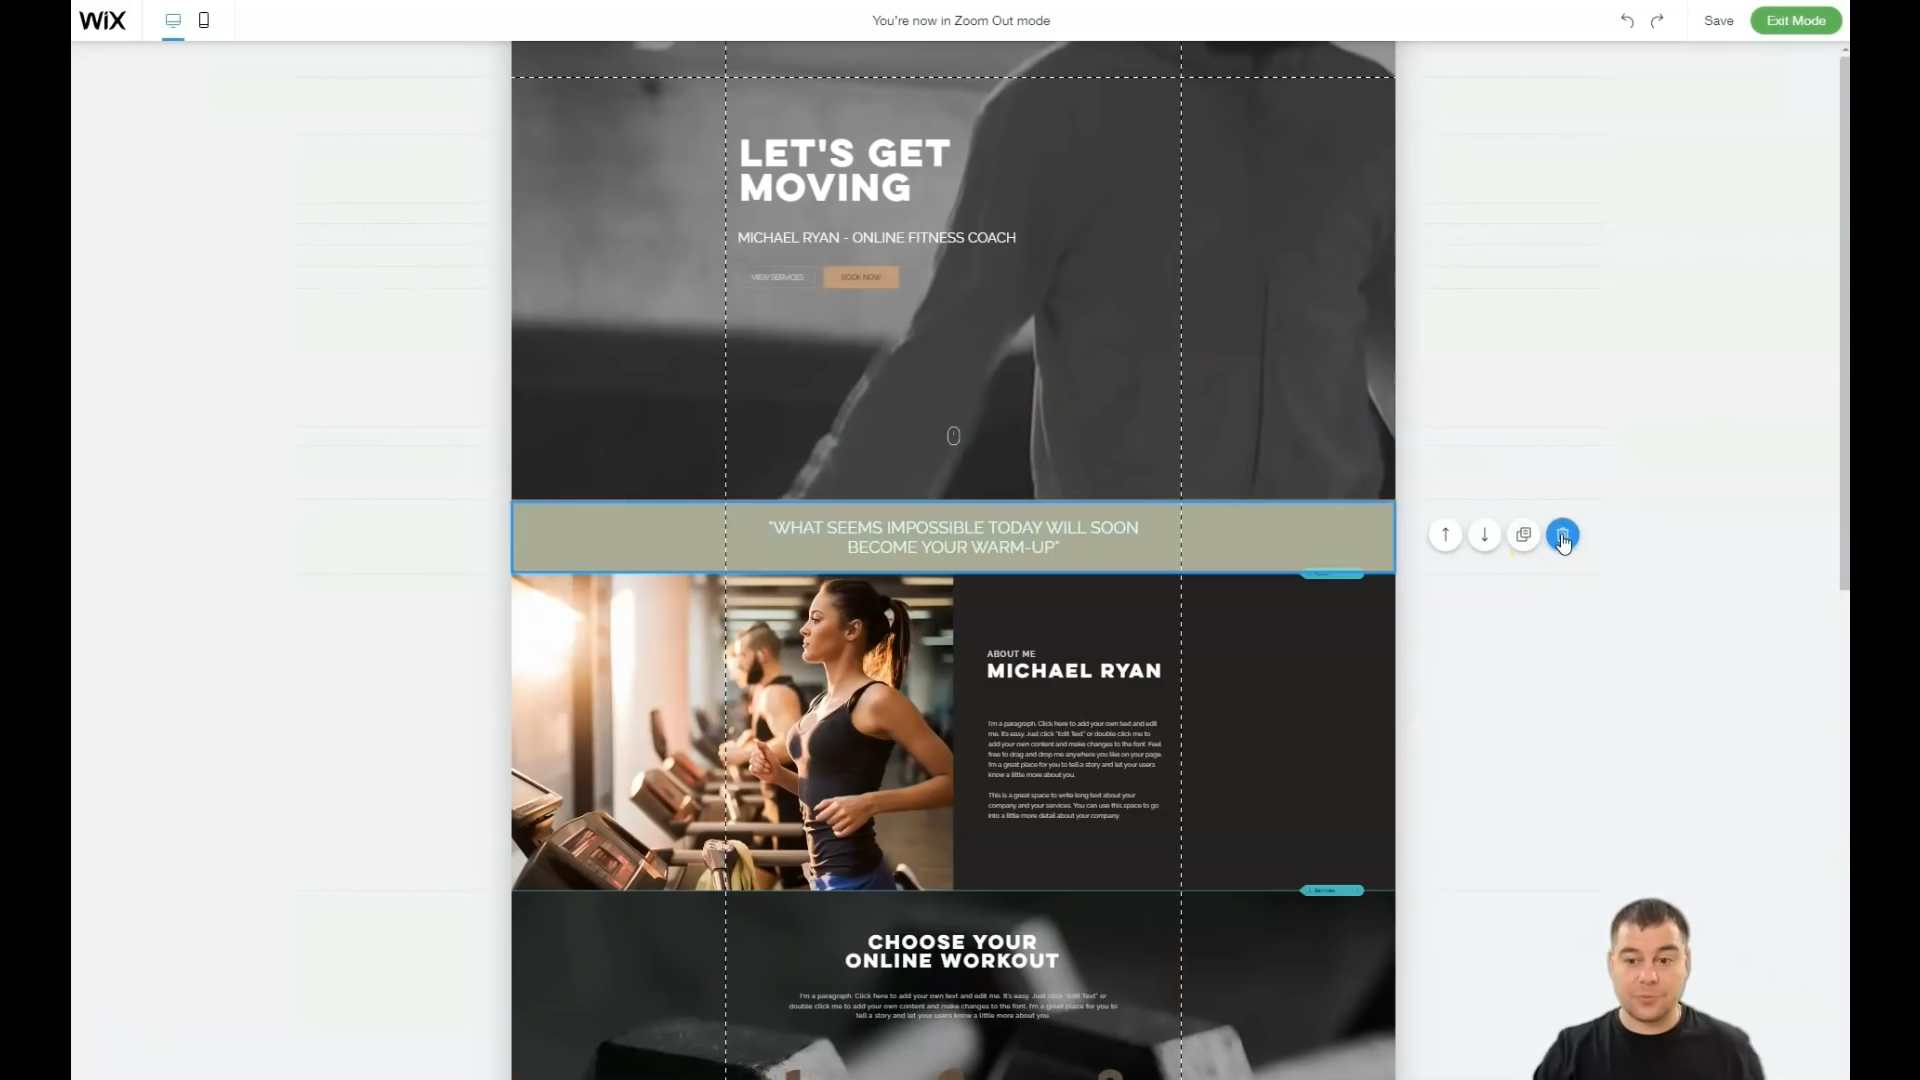 WiX
You're now in Zoom Out mode
Save
Exit Mode
LET'S GET
MOVING
MICHAEL RYAN - ONLINE FITNESS COACH
VIEW SERVICES
BOOK NOW
"WHAT SEEMS IMPOSSIBLE TODAY WILL SOON
BECOME YOUR WARM-UP"
ABOUT ME
MICHAEL RYAN
I'm a paragraph. Click here to add your own text and edit
me. It's easy. Just click "Edit Text" or double click me to
add your own content and make changes to the font. Feel
free to drag and drop me anywhere you like on your page.
I'm a great place for you to tell a story and let your users
know a little more about you.
This is a great space to write long text about your
company and your services. You can use this space to go
into a little more detail about your company.
Services
CHOOSE YOUR
ONLINE WORKOUT
I'm a paragraph. Click here to add your own text and edit me. It's easy. Just click "Edit Text" or
double click me to add your own content and make changes to the font. I'm a great place for you to
tell a story and let your users know a little more about you.